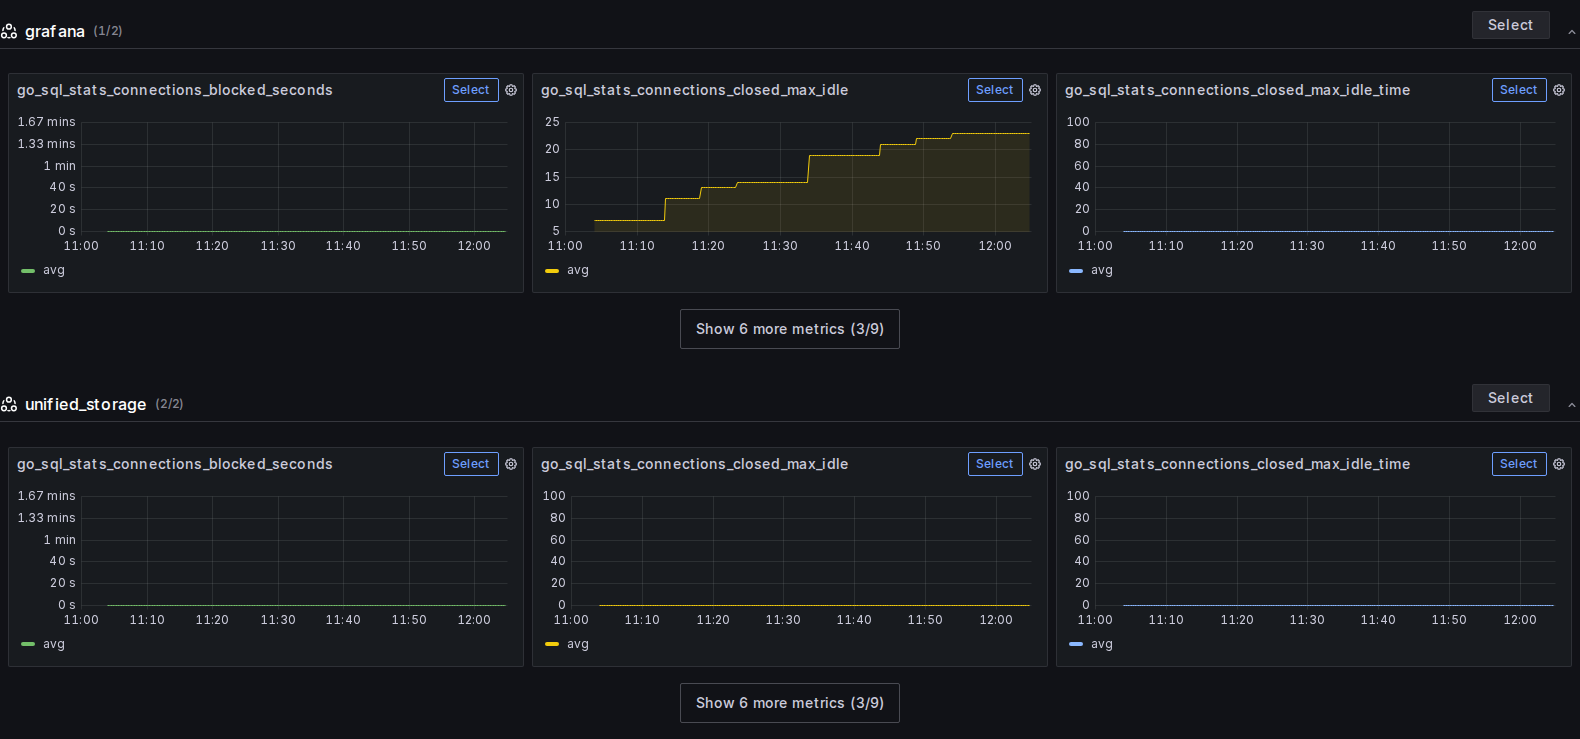 grafana (1/2) Select
go_sql_stats_connections_blocked_seconds Select
1.67 mins
1.33 mins
1 min
40 s
20 s
0 s
11:00 11:10 11:20 11:30 11:40 11:50 12:00
avg
go_sql_stats_connections_closed_max_idle Select
25
20
15
10
5
11:00 11:10 11:20 11:30 11:40 11:50 12:00
avg
go_sql_stats_connections_closed_max_idle_time Select
100
80
60
40
20
0
11:00 11:10 11:20 11:30 11:40 11:50 12:00
avg
Show 6 more metrics (3/9)
unified_storage (2/2) Select
go_sql_stats_connections_blocked_seconds Select
1.67 mins
1.33 mins
1 min
40 s
20 s
0 s
11:00 11:10 11:20 11:30 11:40 11:50 12:00
avg
go_sql_stats_connections_closed_max_idle Select
100
80
60
40
20
0
11:00 11:10 11:20 11:30 11:40 11:50 12:00
avg
go_sql_stats_connections_closed_max_idle_time Select
100
80
60
40
20
0
11:00 11:10 11:20 11:30 11:40 11:50 12:00
avg
Show 6 more metrics (3/9)